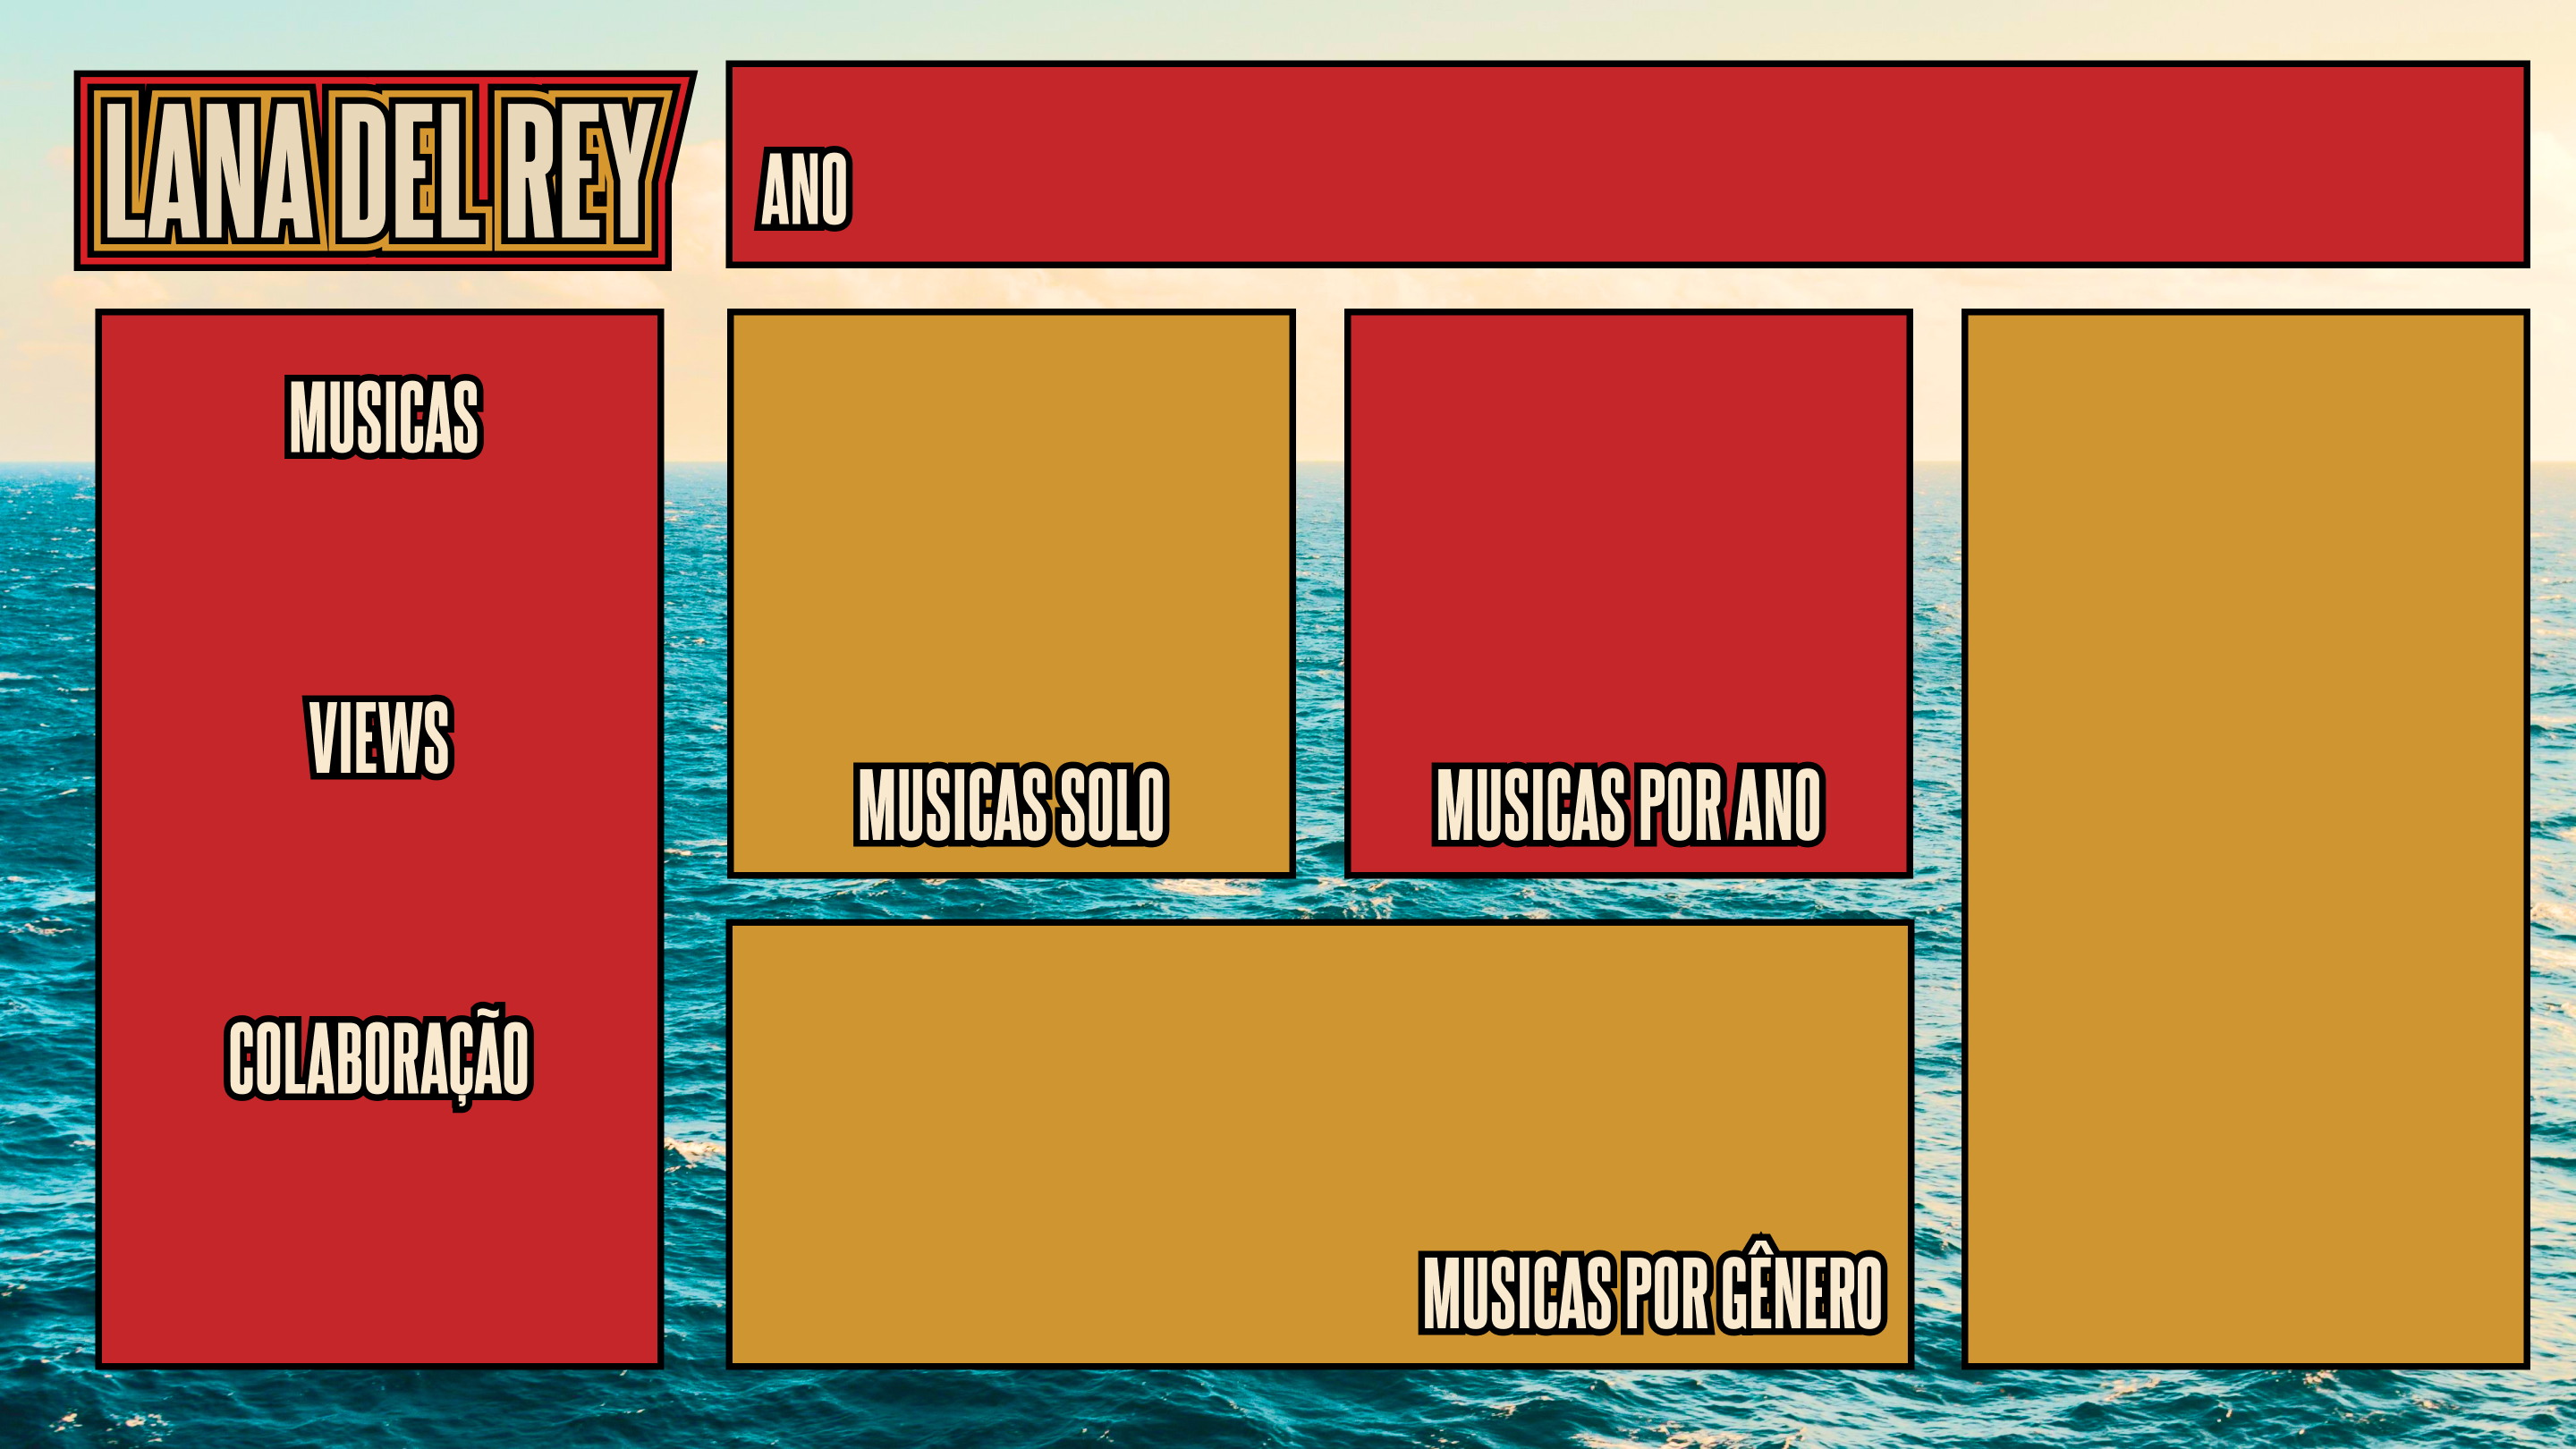 LANA DEL REY
ANO
MUSICAS
VIEWS
COLABORAÇÃO
MUSICAS SOLO
MUSICAS POR ANO
MUSICAS POR GÊNERO